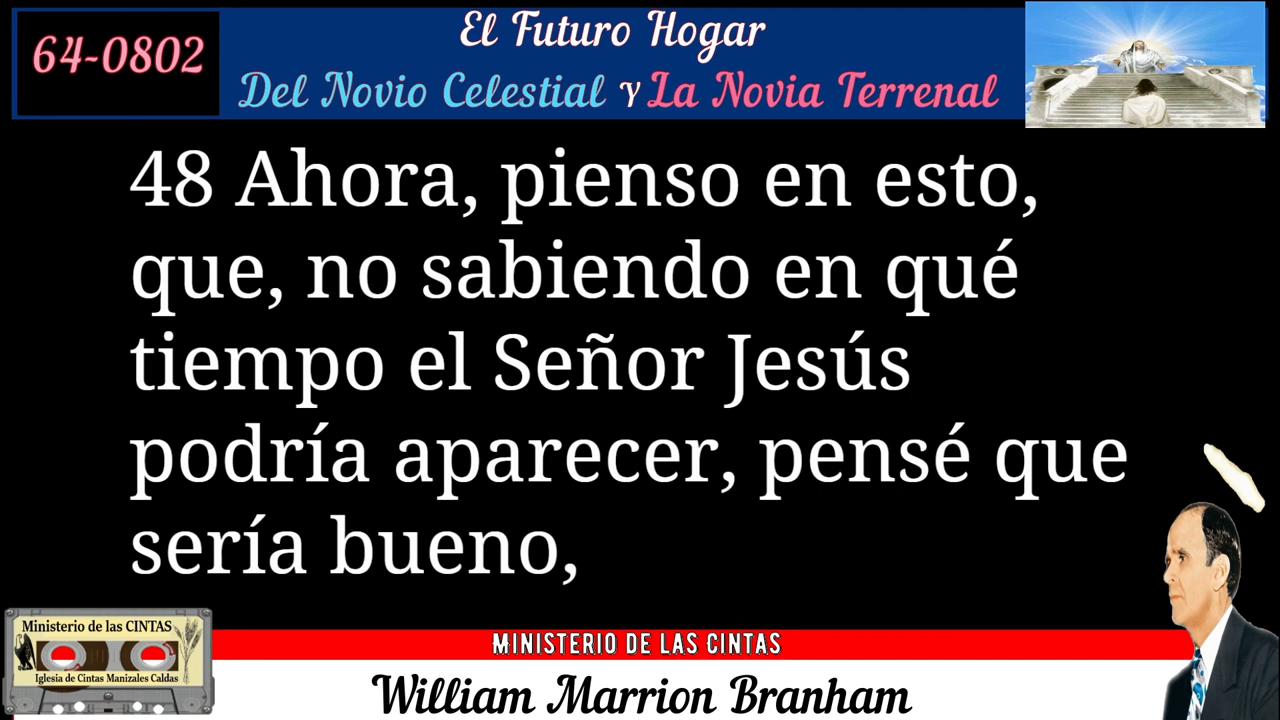 64-0802
El Futuro Hogar
Del Novio Celestial Y La Novia Terrenal
48 Ahora, pienso en esto,
que, no sabiendo en qué
tiempo el Señor Jesús
podría aparecer, pensé que
sería bueno,
Ministerio de las CINTAS
Iglesia de Cintas Manizales Caldas
MINISTERIO DE LAS CINTAS
William Marrion Branham